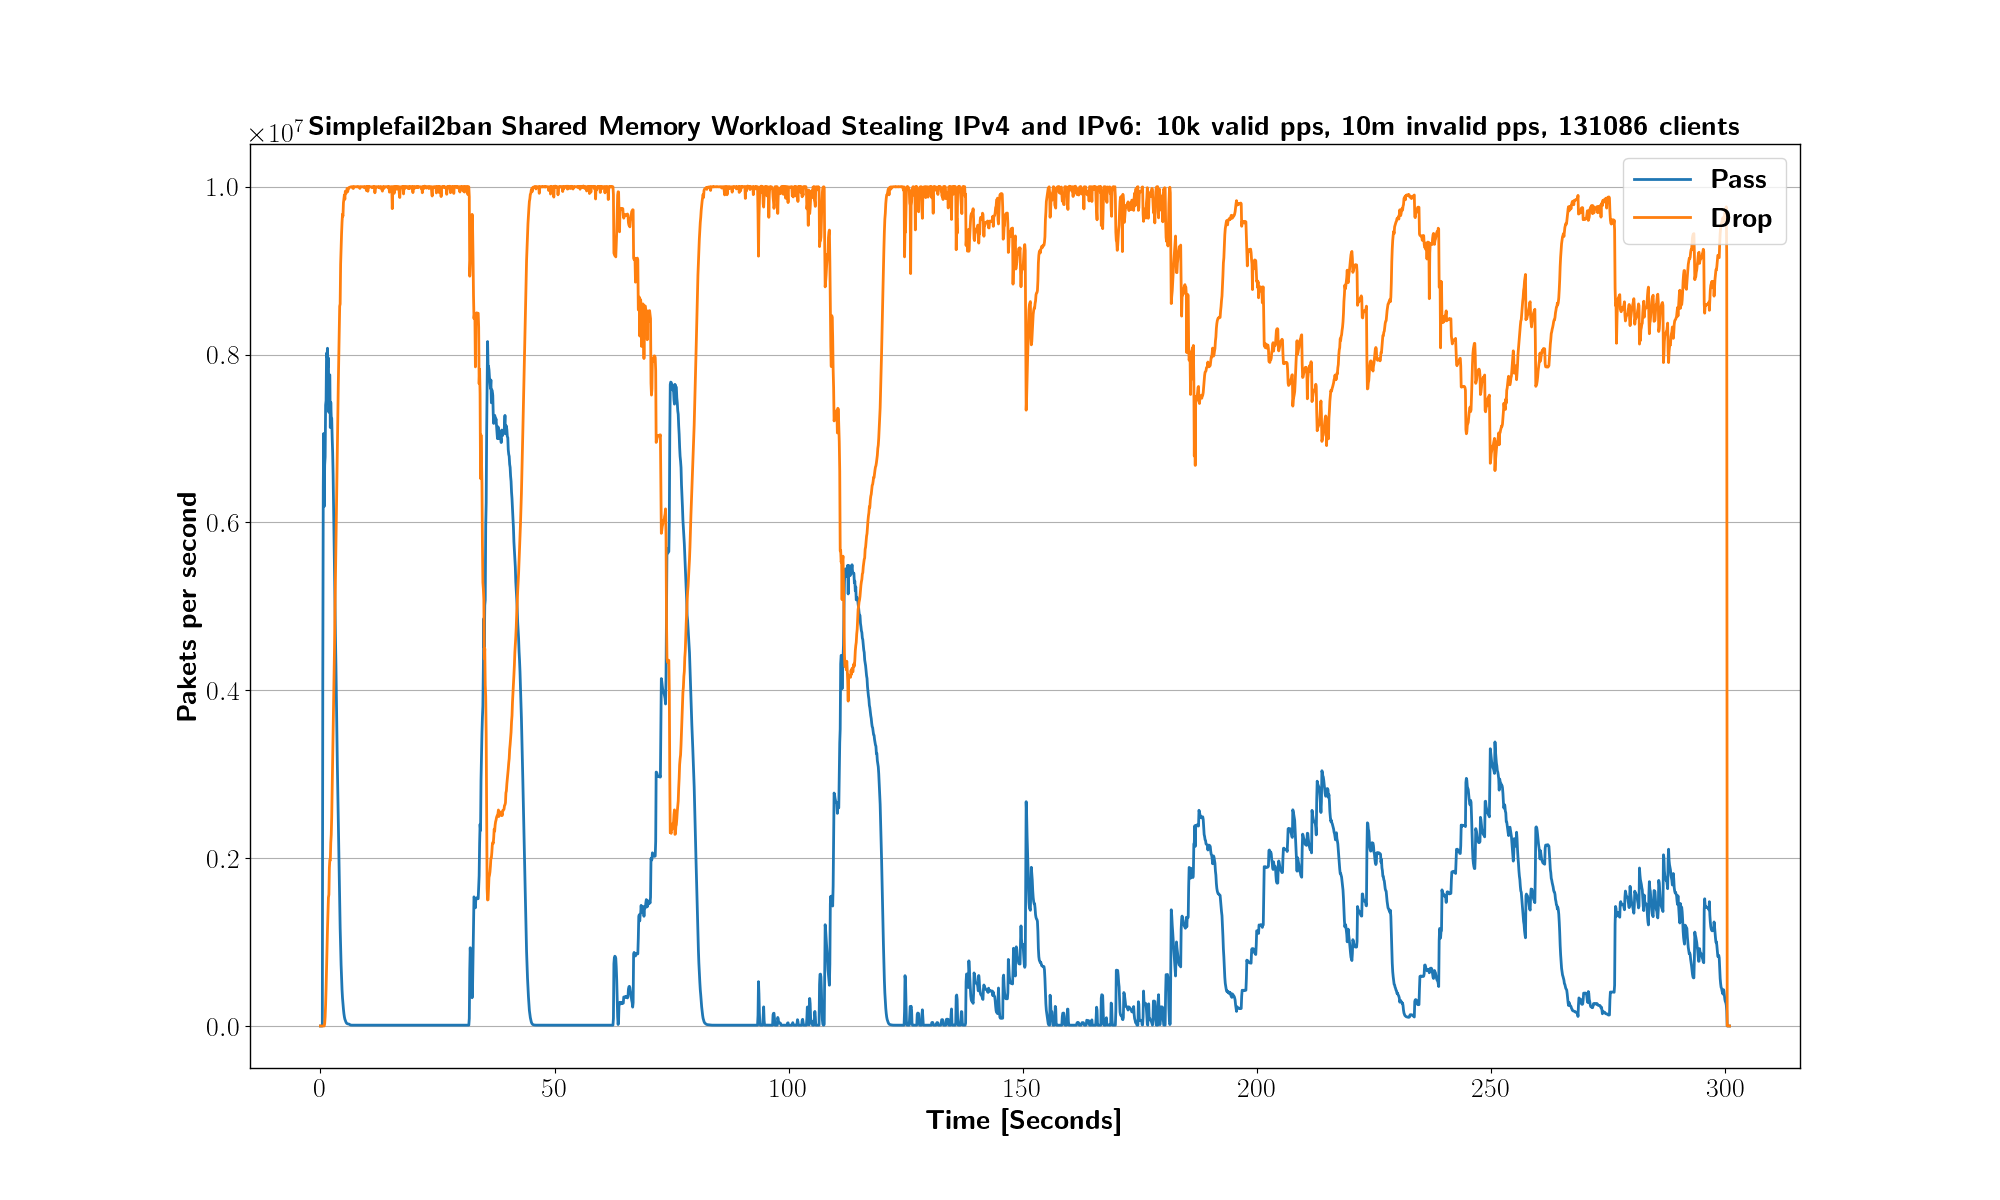 ×10⁷ Simplefail2ban Shared Memory Workload Stealing IPv4 and IPv6: 10k valid pps, 10m invalid pps, 131086 clients
Pass
Drop
1.0
0.8
0.6
0.4
0.2
0.0
Pakets per second
0 50 100 150 200 250 300
Time [Seconds]